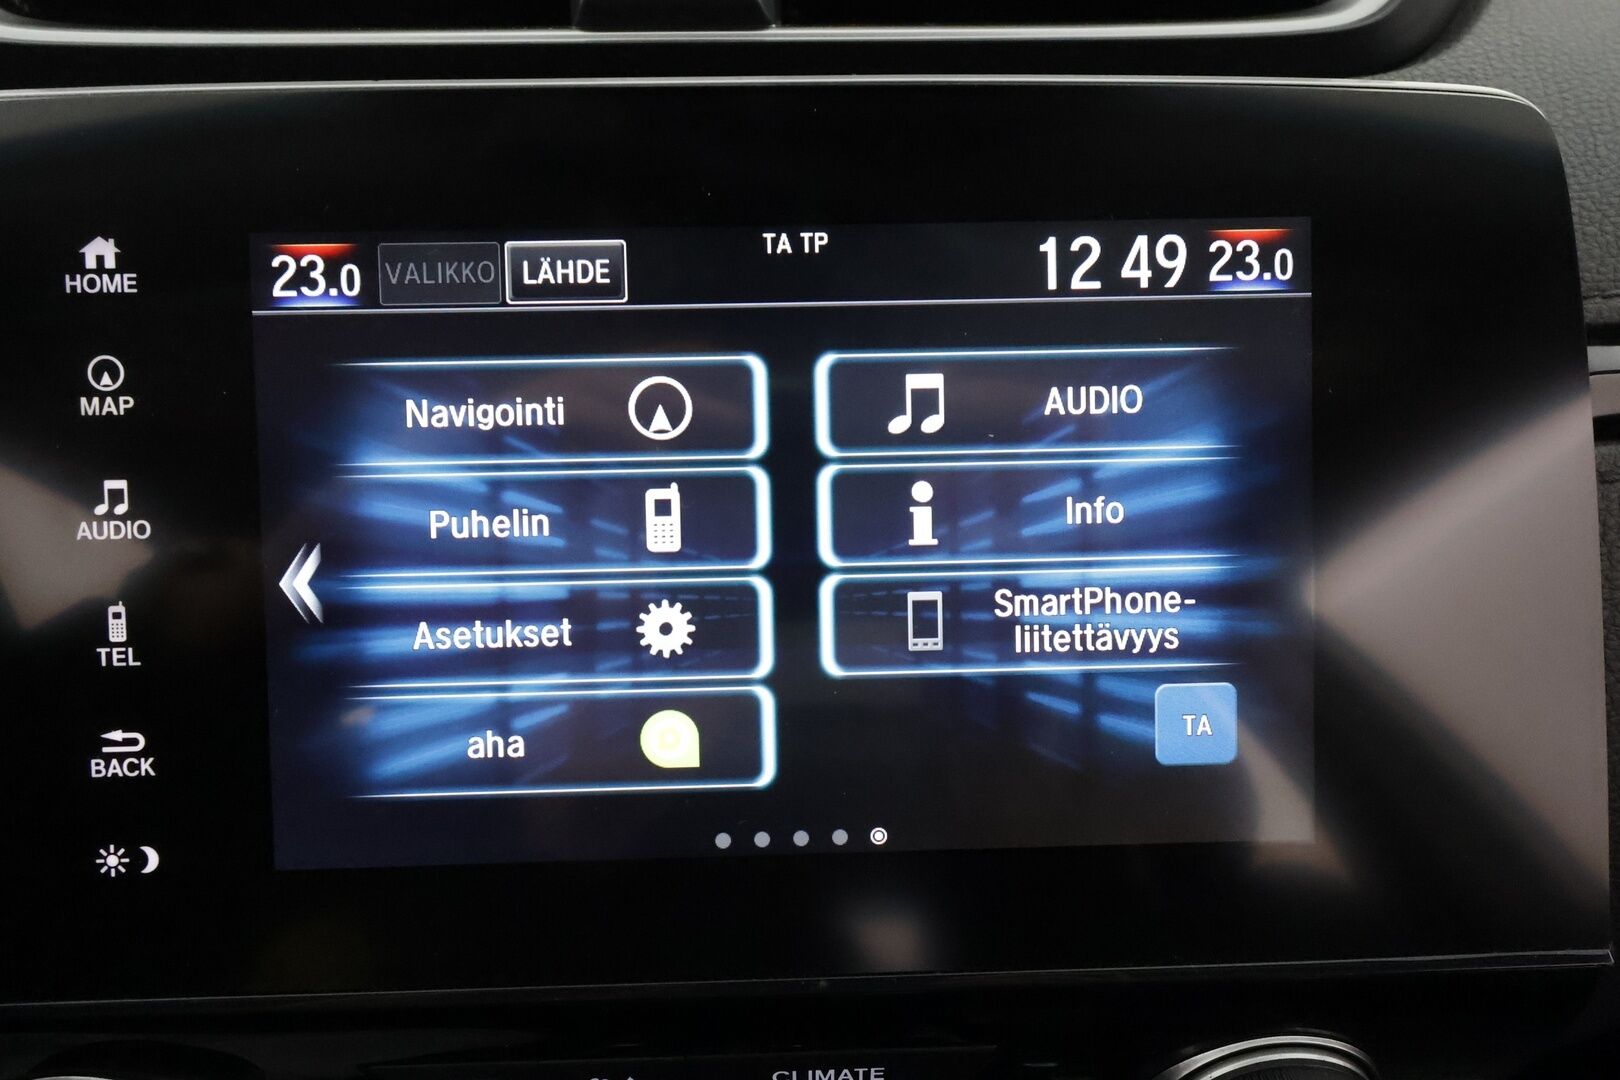 HOME
MAP
AUDIO
TEL
BACK
23.0 VALIKKO LÄHDE TA TP 12 49 23.0
Navigointi
AUDIO
Puhelin
Info
Asetukset
SmartPhone-
liitettävyys
aha
TA
CLIMATE